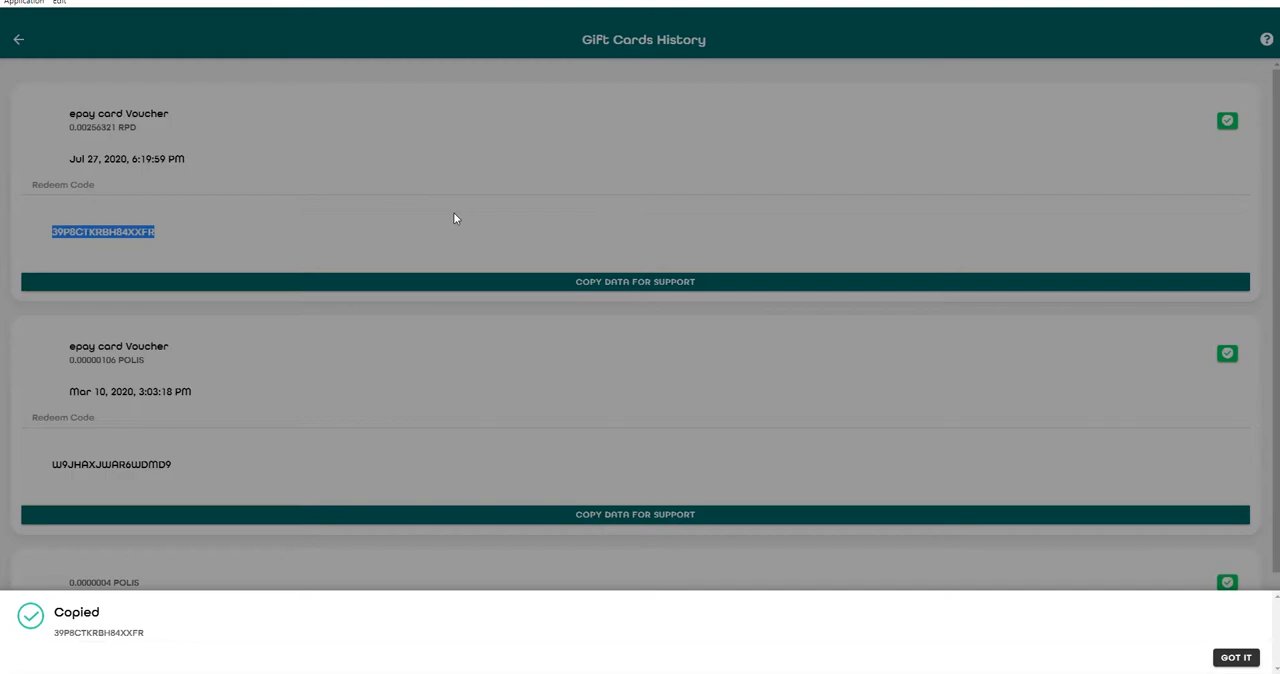 Application Edit
Gift Cards History
epay card Voucher
0.00256321 RPD
Jul 27, 2020, 6:19:59 PM
Redeem Code
39P8CTKRBH84XXFR
COPY DATA FOR SUPPORT
epay card Voucher
0.00000106 POLIS
Mar 10, 2020, 3:03:18 PM
Redeem Code
W9JHAXJWAR6WDMD9
COPY DATA FOR SUPPORT
0.0000004 POLIS
Copied
39P8CTKRBH84XXFR
GOT IT